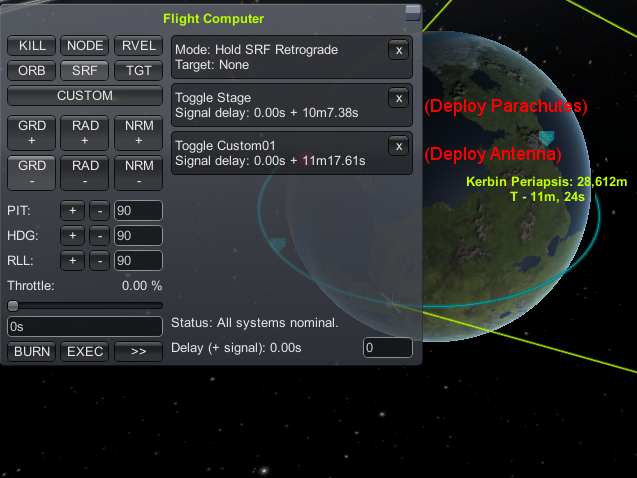 Flight Computer
KILL NODE RVEL
ORB SRF TGT
CUSTOM
GRD + RAD + NRM +
GRD - RAD - NRM -
PIT: + - 90
HDG: + - 90
RLL: + - 90
Throttle: 0.00 %
0s
BURN EXEC >>
Mode: Hold SRF Retrograde
Target: None
x
Toggle Stage
Signal delay: 0.00s + 10m7.38s
x
Toggle Custom01
Signal delay: 0.00s + 11m17.61s
x
Status: All systems nominal.
Delay (+ signal): 0.00s 0
(Deploy Parachutes)
(Deploy Antenna)
Pe
Kerbin Periapsis: 28,612m
T - 11m, 24s